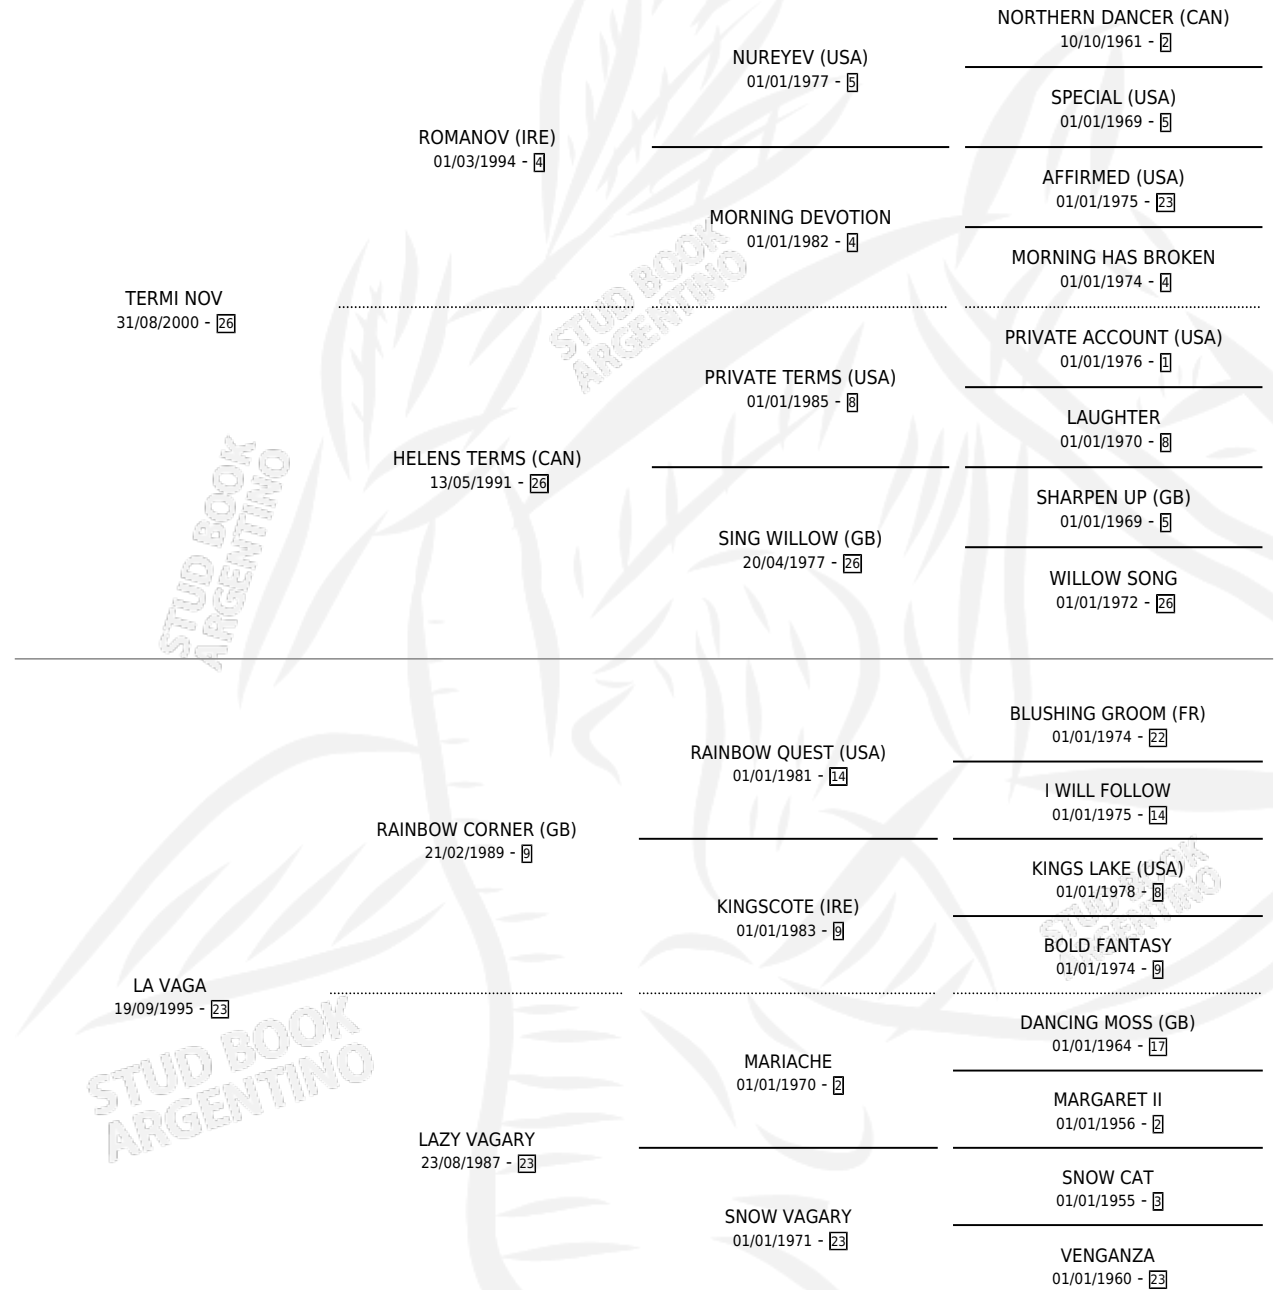 NORTHERN DANCER (CAN)
10/10/1961 - 2
NUREYEV (USA)
01/01/1977 - 5
SPECIAL (USA)
01/01/1969 - 5
ROMANOV (IRE)
01/03/1994 - 4
AFFIRMED (USA)
01/01/1975 - 23
MORNING DEVOTION
01/01/1982 - 4
MORNING HAS BROKEN
01/01/1974 - 4
TERMI NOV
31/08/2000 - 26
STUD BOOK
ARGENTINO
PRIVATE ACCOUNT (USA)
01/01/1976 - 1
PRIVATE TERMS (USA)
01/01/1985 - 8
LAUGHTER
01/01/1970 - 8
HELENS TERMS (CAN)
13/05/1991 - 26
SHARPEN UP (GB)
01/01/1969 - 5
SING WILLOW (GB)
20/04/1977 - 26
WILLOW SONG
01/01/1972 - 26
STUD BOOK
ARGENTINO
BLUSHING GROOM (FR)
01/01/1974 - 22
RAINBOW QUEST (USA)
01/01/1981 - 14
I WILL FOLLOW
01/01/1975 - 14
RAINBOW CORNER (GB)
21/02/1989 - 9
KINGS LAKE (USA)
01/01/1978 - 8
KINGSCOTE (IRE)
01/01/1983 - 9
STUD BOOK
ARGENTINO
BOLD FANTASY
01/01/1974 - 9
LA VAGA
19/09/1995 - 23
DANCING MOSS (GB)
01/01/1964 - 17
MARIACHE
01/01/1970 - 2
STUD BOOK
ARGENTINO
MARGARET II
01/01/1956 - 2
LAZY VAGARY
23/08/1987 - 23
SNOW CAT
01/01/1955 - 3
SNOW VAGARY
01/01/1971 - 23
VENGANZA
01/01/1960 - 23